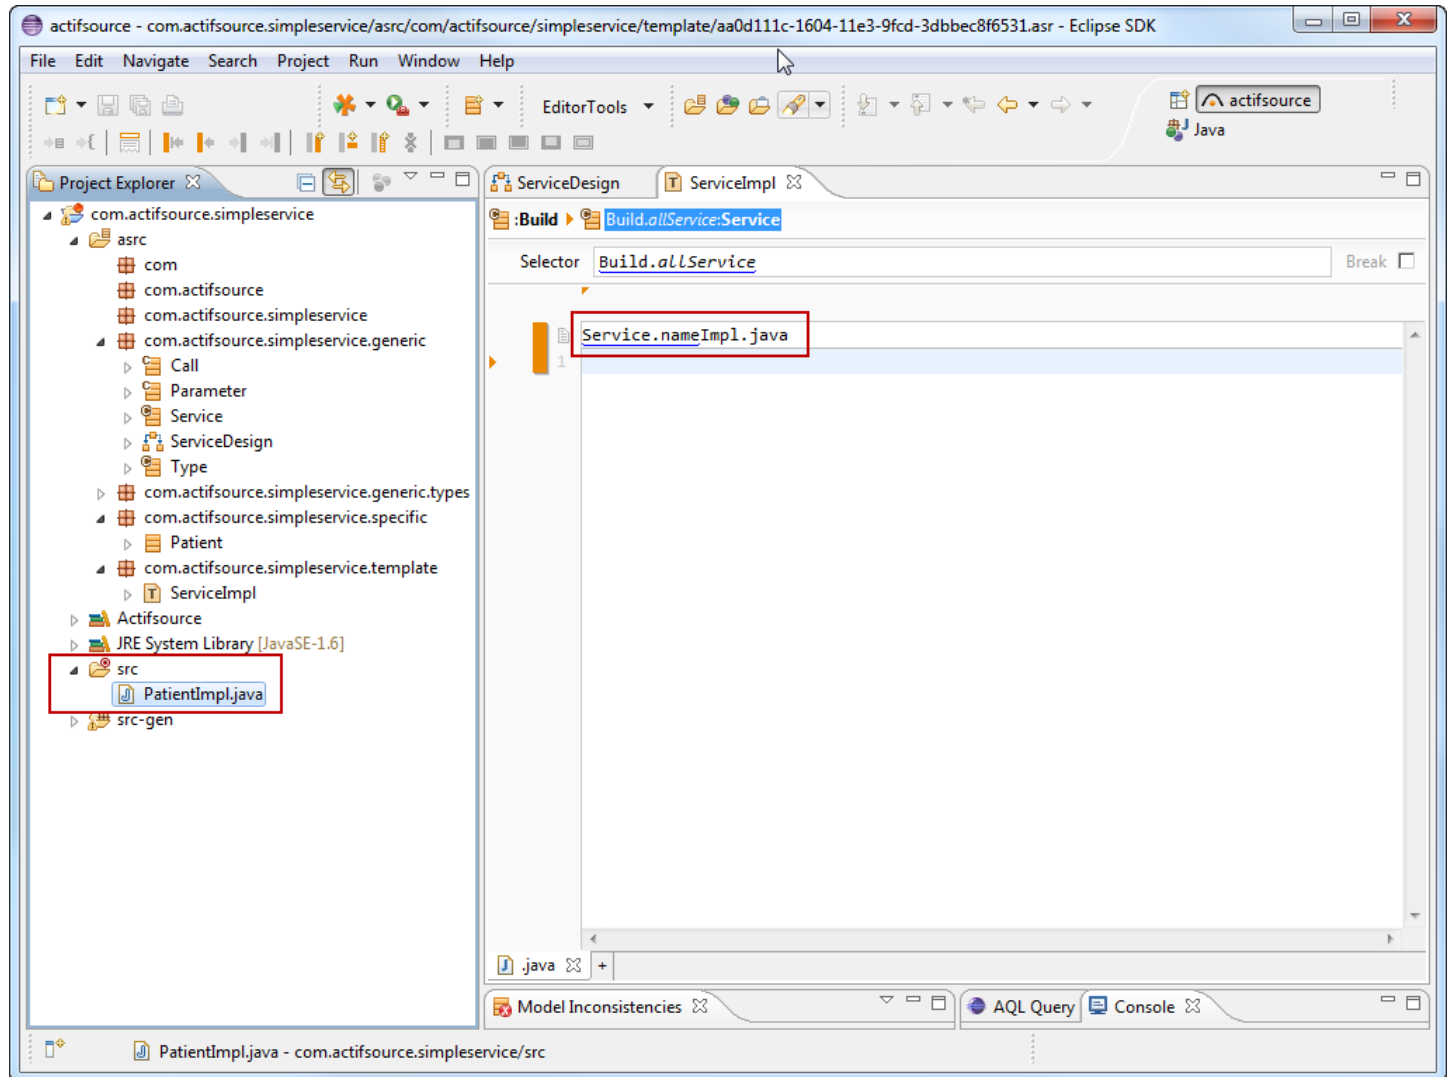 actifsource - com.actifsource.simpleservice/asrc/com/actifsource/simpleservice/template/aa0d111c-1604-11e3-9fcd-3dbbec8f6531.asr - Eclipse SDK
File Edit Navigate Search Project Run Window Help
EditorTools
actifsource
Java
Project Explorer
com.actifsource.simpleservice
asrc
com
com.actifsource
com.actifsource.simpleservice
com.actifsource.simpleservice.generic
Call
Parameter
Service
ServiceDesign
Type
com.actifsource.simpleservice.generic.types
com.actifsource.simpleservice.specific
Patient
com.actifsource.simpleservice.template
ServiceImpl
Actifsource
JRE System Library [JavaSE-1.6]
src
PatientImpl.java
src-gen
ServiceDesign
ServiceImpl
:Build Build.allService:Service
Selector Build.allService Break
Service.nameImpl.java
1
.java +
Model Inconsistencies
AQL Query Console
PatientImpl.java - com.actifsource.simpleservice/src